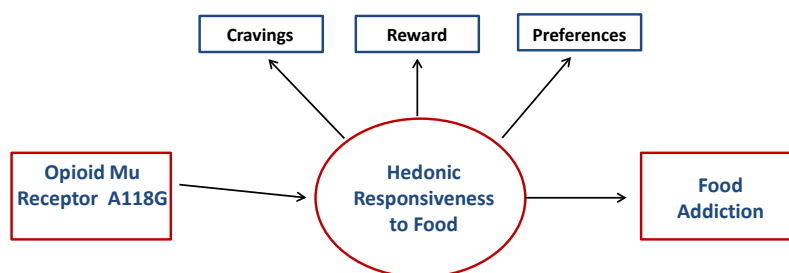 Cravings
Reward
Preferences
Opioid Mu
Receptor A118G
Hedonic
Responsiveness
to Food
Food
Addiction